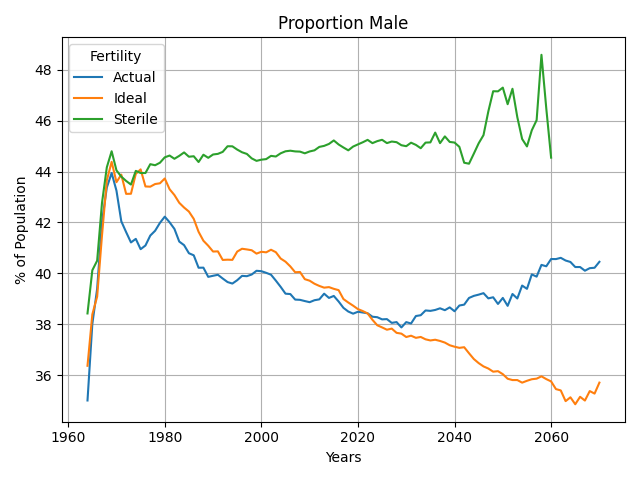 Proportion Male
Fertility
Actual
Ideal
Sterile
% of Population
48
46
44
42
40
38
36
1960
1980
2000
2020
2040
2060
Years